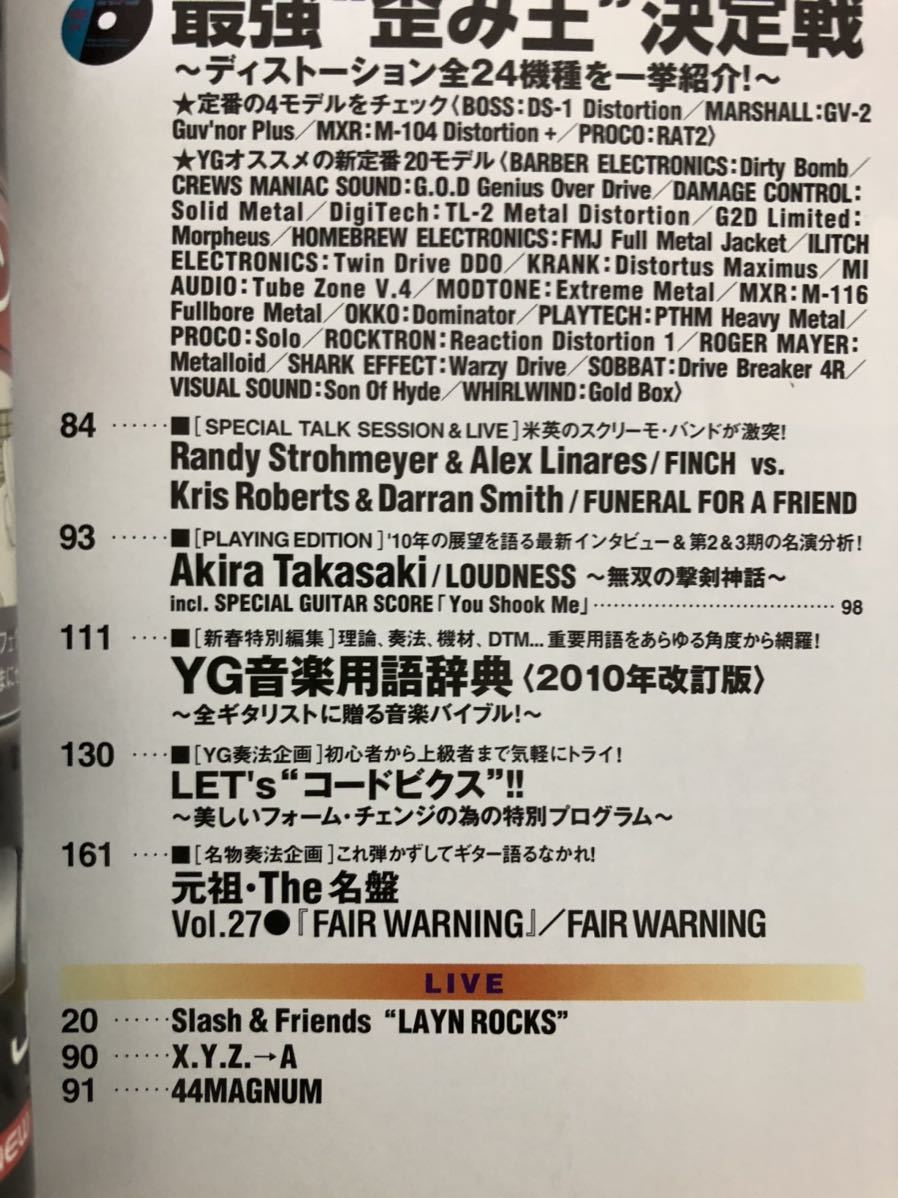 最強“歪み王”決定戦
～ディストーション全24機種を一挙紹介!～
★定番の4モデルをチェック〈BOSS:DS-1 Distortion／MARSHALL:GV-2
Guv'nor Plus／MXR:M-104 Distortion +／PROCO:RAT2〉
★YGオススメの新定番20モデル〈BARBER ELECTRONICS:Dirty Bomb／
CREWS MANIAC SOUND:G.O.D Genius Over Drive／DAMAGE CONTROL:
Solid Metal／DigiTech:TL-2 Metal Distortion／G2D Limited:
Morpheus／HOMEBREW ELECTRONICS:FMJ Full Metal Jacket／ILITCH
ELECTRONICS:Twin Drive DDO／KRANK:Distortus Maximus／MI
AUDIO:Tube Zone V.4／MODTONE:Extreme Metal／MXR:M-116
Fullbore Metal／OKKO:Dominator／PLAYTECH:PTHM Heavy Metal／
PROCO:Solo／ROCKTRON:Reaction Distortion 1／ROGER MAYER:
Metalloid／SHARK EFFECT:Warzy Drive／SOBBAT:Drive Breaker 4R／
VISUAL SOUND:Son Of Hyde／WHIRLWIND:Gold Box〉
84 ······ ■[SPECIAL TALK SESSION & LIVE]米英のスクリーモ・バンドが激突!
Randy Strohmeyer & Alex Linares/FINCH vs.
Kris Roberts & Darran Smith/FUNERAL FOR A FRIEND
93 ······ ■[PLAYING EDITION]'10年の展望を語る最新インタビュー&第2&3期の名演分析!
Akira Takasaki/LOUDNESS ～無双の撃剣神話～
incl. SPECIAL GUITAR SCORE「You Shook Me」 ······ 98
111 ···· ■[新春特別編集]理論、奏法、機材、DTM... 重要用語をあらゆる角度から網羅!
YG音楽用語辞典〈2010年改訂版〉
～全ギタリストに贈る音楽バイブル!～
130 ···· ■[YG奏法企画]初心者から上級者まで気軽にトライ!
LET's“コードビクス”!!
～美しいフォーム・チェンジの為の特別プログラム～
161 ···· ■[名物奏法企画]これ弾かずしてギター語るなかれ!
元祖・The 名盤
Vol.27●『FAIR WARNING』／FAIR WARNING
LIVE
20 ······ Slash & Friends “LAYN ROCKS”
90 ······ X.Y.Z.→A
91 ······ 44MAGNUM